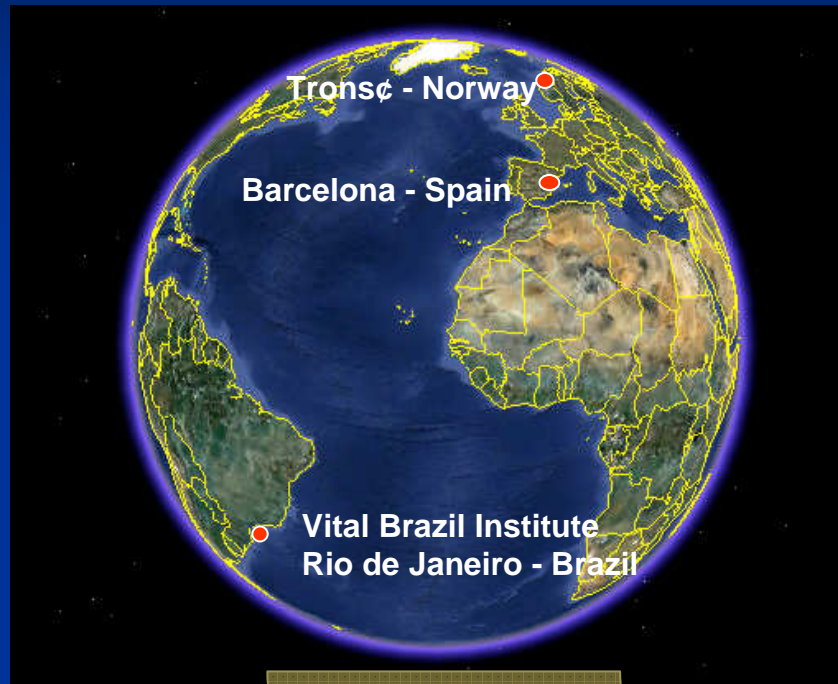 Trons¢ - Norway
Barcelona - Spain
Vital Brazil Institute
Rio de Janeiro - Brazil